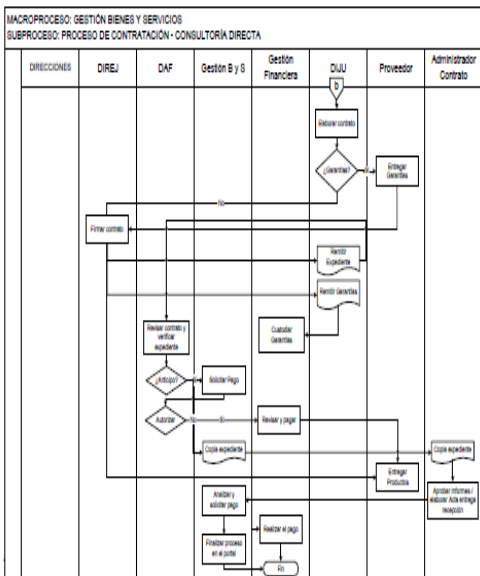 MACROPROCESO: GESTIÓN BIENES Y SERVICIOS
SUBPROCESO: PROCESO DE CONTRATACIÓN - CONSULTORÍA DIRECTA
DIRECCIONES
DIREJ
DAF
Gestión B y S
Gestión
Financiera
DIJU
Proveedor
Administrador
Contrato
b
Elaborar contrato
¿Garantías?
Si
Entregar
Garantías
No
Firmar contrato
Remitir
Expediente
Remitir Garantías
Revisar contrato y
verificar
expediente
Custodiar
Garantías
¿Anticipo?
Si
Solicitar Pago
Autorizar
No
Si
Revisar y pagar
Copia expediente
Copia expediente
Entregar
Productos
Analizar y
solicitar pago
Aprobar informes /
elaborar Acta entrega
recepción
Realizar el pago
Finalizar proceso
en el portal
Fin